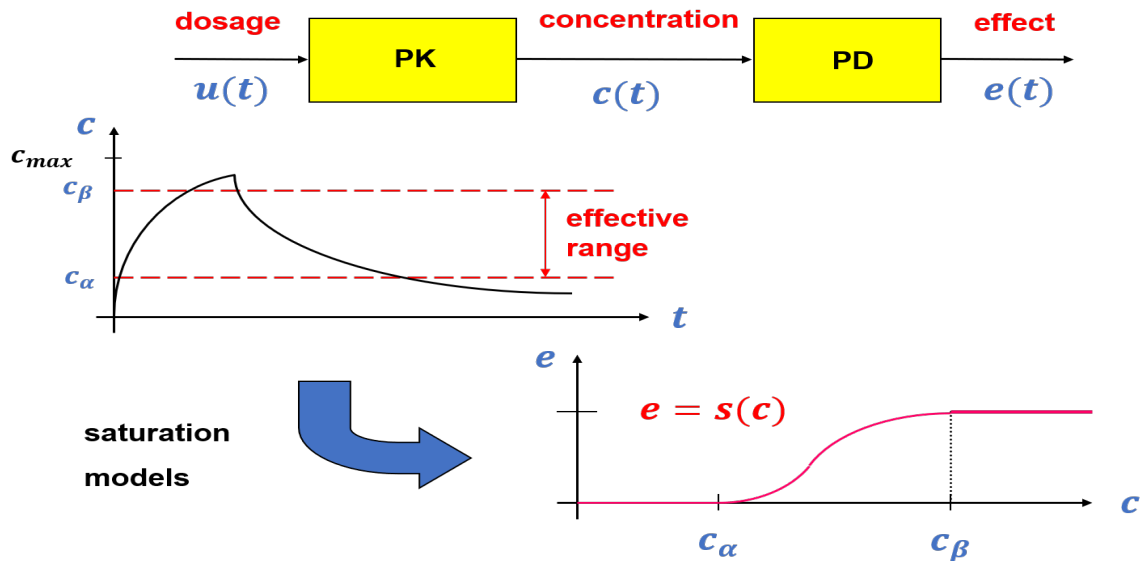 dosage
concentration
effect
PK
PD
u(t)
c(t)
e(t)
c
c_max
c_β
effective
range
c_α
t
e
e = s(c)
saturation
models
c
c_α
c_β